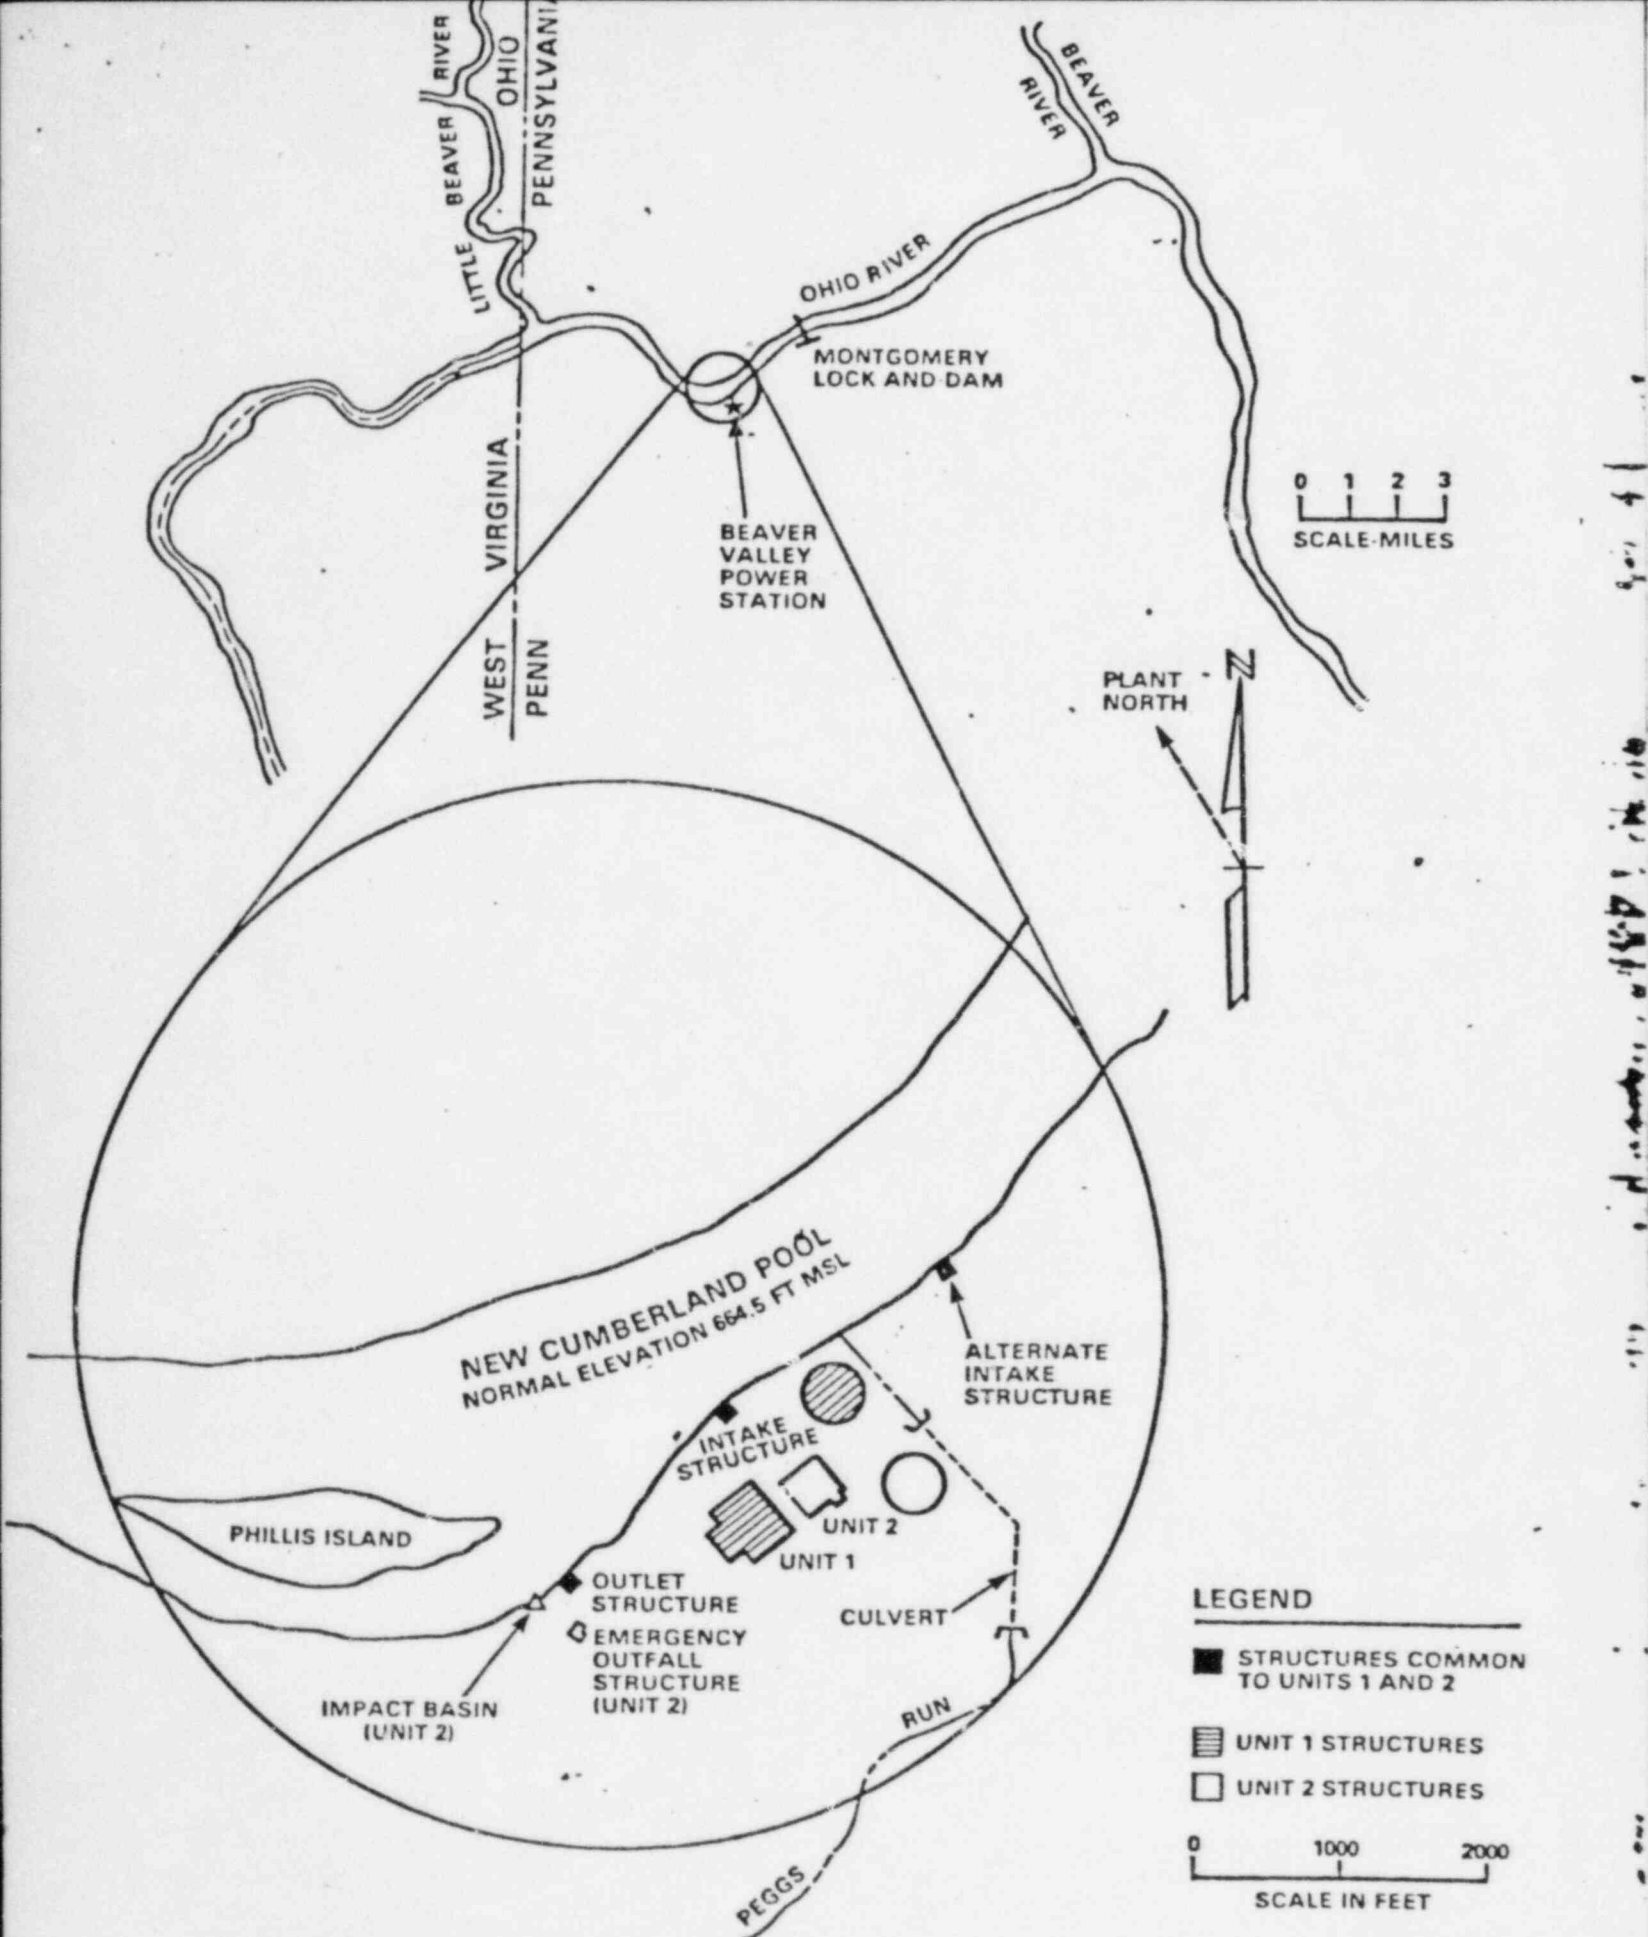 LITTLE BEAVER RIVER
OHIO
PENNSYLVANIA
BEAVER
RIVER
OHIO RIVER
MONTGOMERY
LOCK AND DAM
WEST VIRGINIA
PENN
BEAVER
VALLEY
POWER
STATION
0 1 2 3
SCALE-MILES
PLANT
NORTH
N
NEW CUMBERLAND POOL
NORMAL ELEVATION 664.5 FT MSL
ALTERNATE
INTAKE
STRUCTURE
INTAKE
STRUCTURE
PHILLIS ISLAND
UNIT 2
UNIT 1
OUTLET
STRUCTURE
EMERGENCY
OUTFALL
STRUCTURE
(UNIT 2)
CULVERT
IMPACT BASIN
(UNIT 2)
PEGGS RUN
LEGEND
STRUCTURES COMMON
TO UNITS 1 AND 2
UNIT 1 STRUCTURES
UNIT 2 STRUCTURES
0 1000 2000
SCALE IN FEET